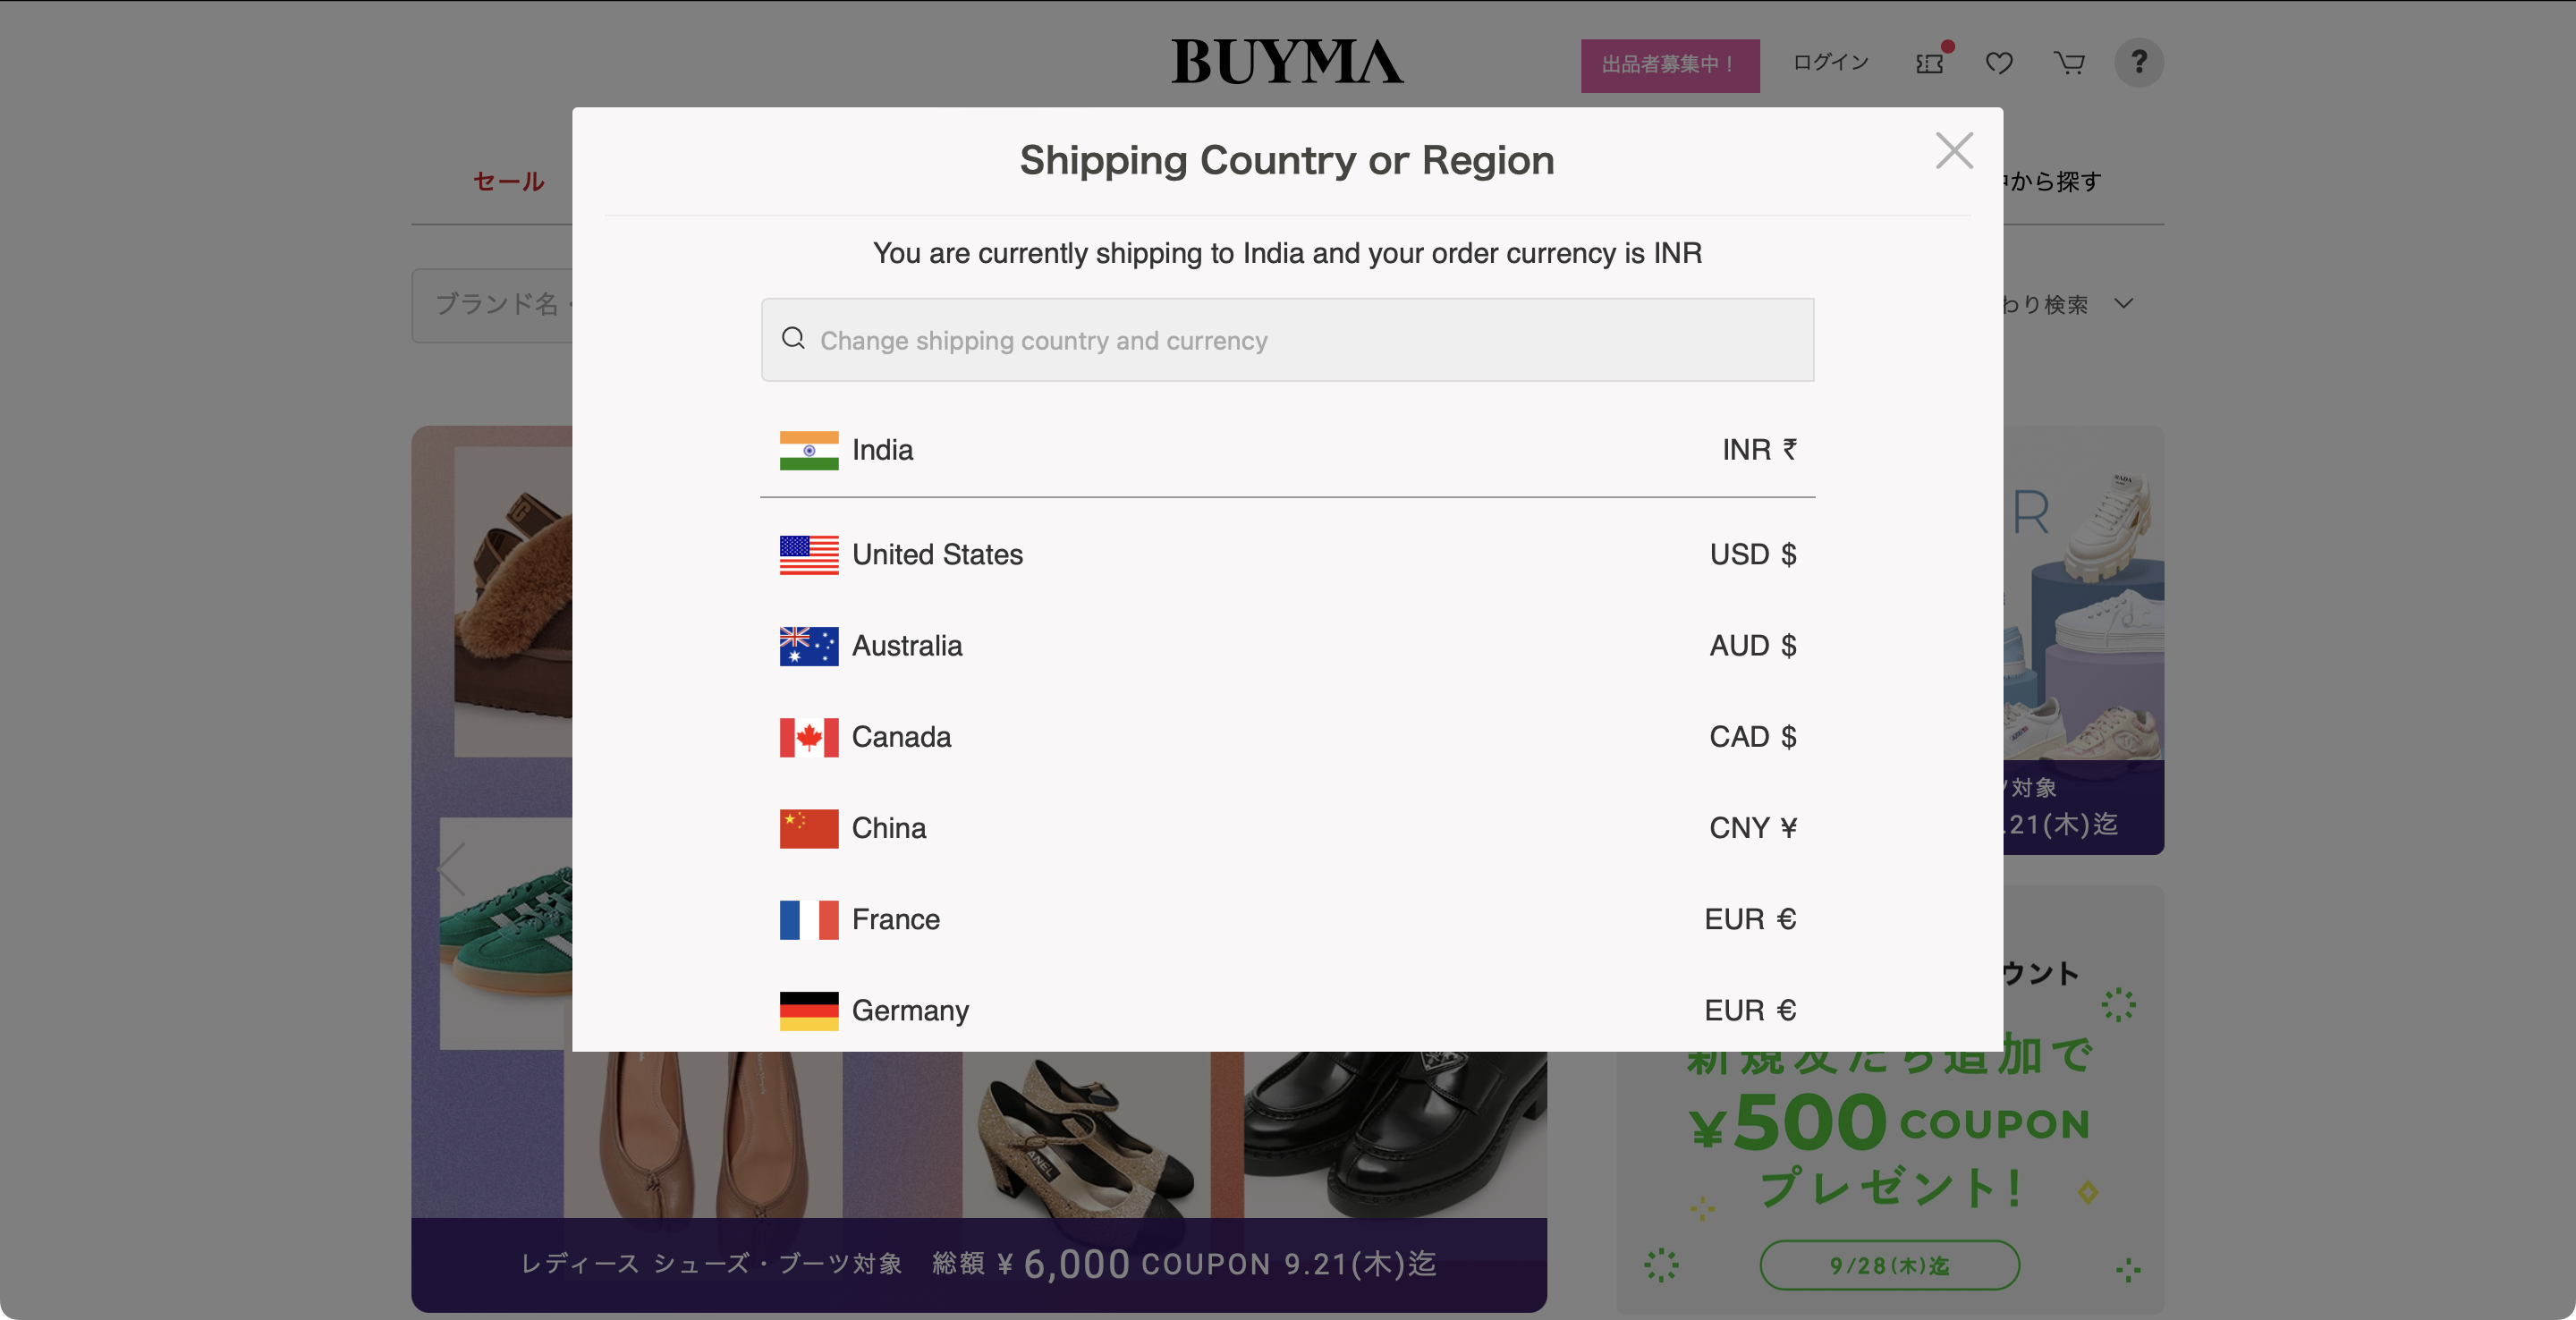 BUYMA
出品者募集中！
ログイン
?
Shipping Country or Region
セール
から探す
You are currently shipping to India and your order currency is INR
ブランド名・
わり検索
Change shipping country and currency
India INR ₹
United States USD $
R
Australia AUD $
Canada CAD $
対象
China CNY ¥
.21(木)迄
France EUR €
ウント
Germany EUR €
新規友だち追加で
¥500 COUPON
プレゼント!
レディース シューズ・ブーツ対象 総額 ¥6,000 COUPON 9.21(木)迄
9/28(木)迄